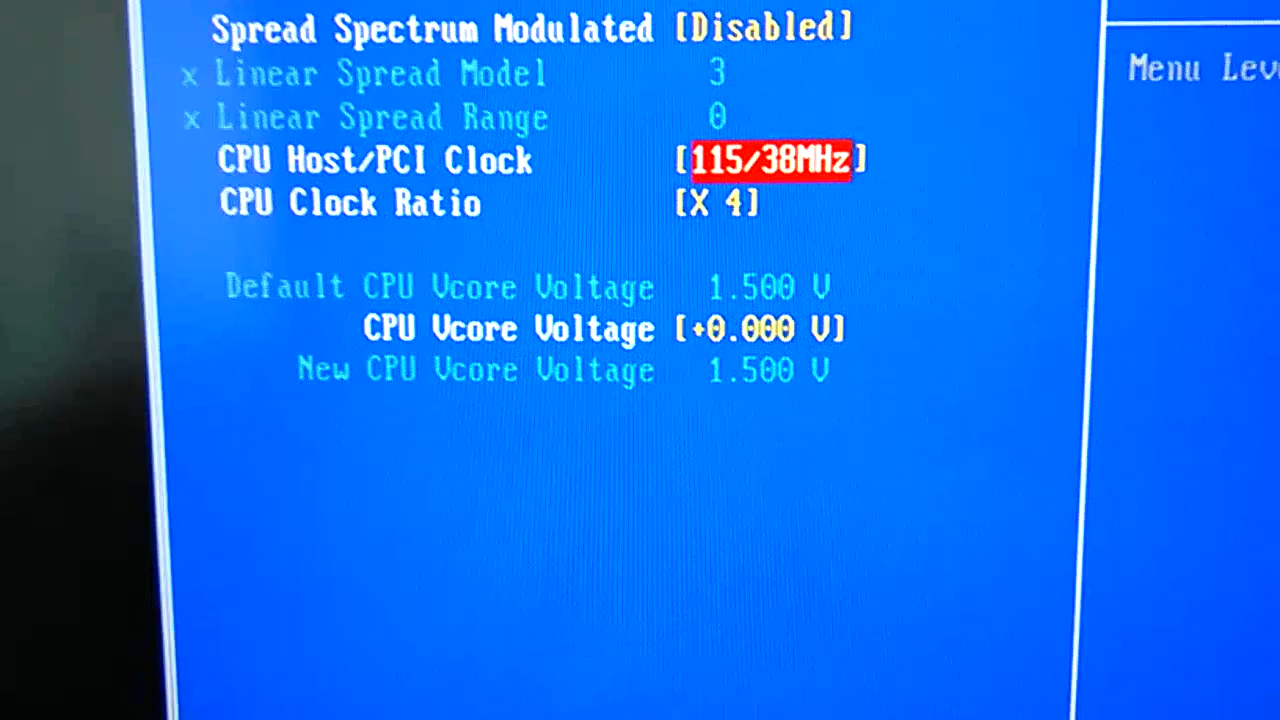 Spread Spectrum Modulated [Disabled]
x Linear Spread Model 3
x Linear Spread Range 0
CPU Host/PCI Clock [115/38MHz]
CPU Clock Ratio [X 4]
Default CPU Vcore Voltage 1.500 V
CPU Vcore Voltage [+0.000 V]
New CPU Vcore Voltage 1.500 V
Menu Lev